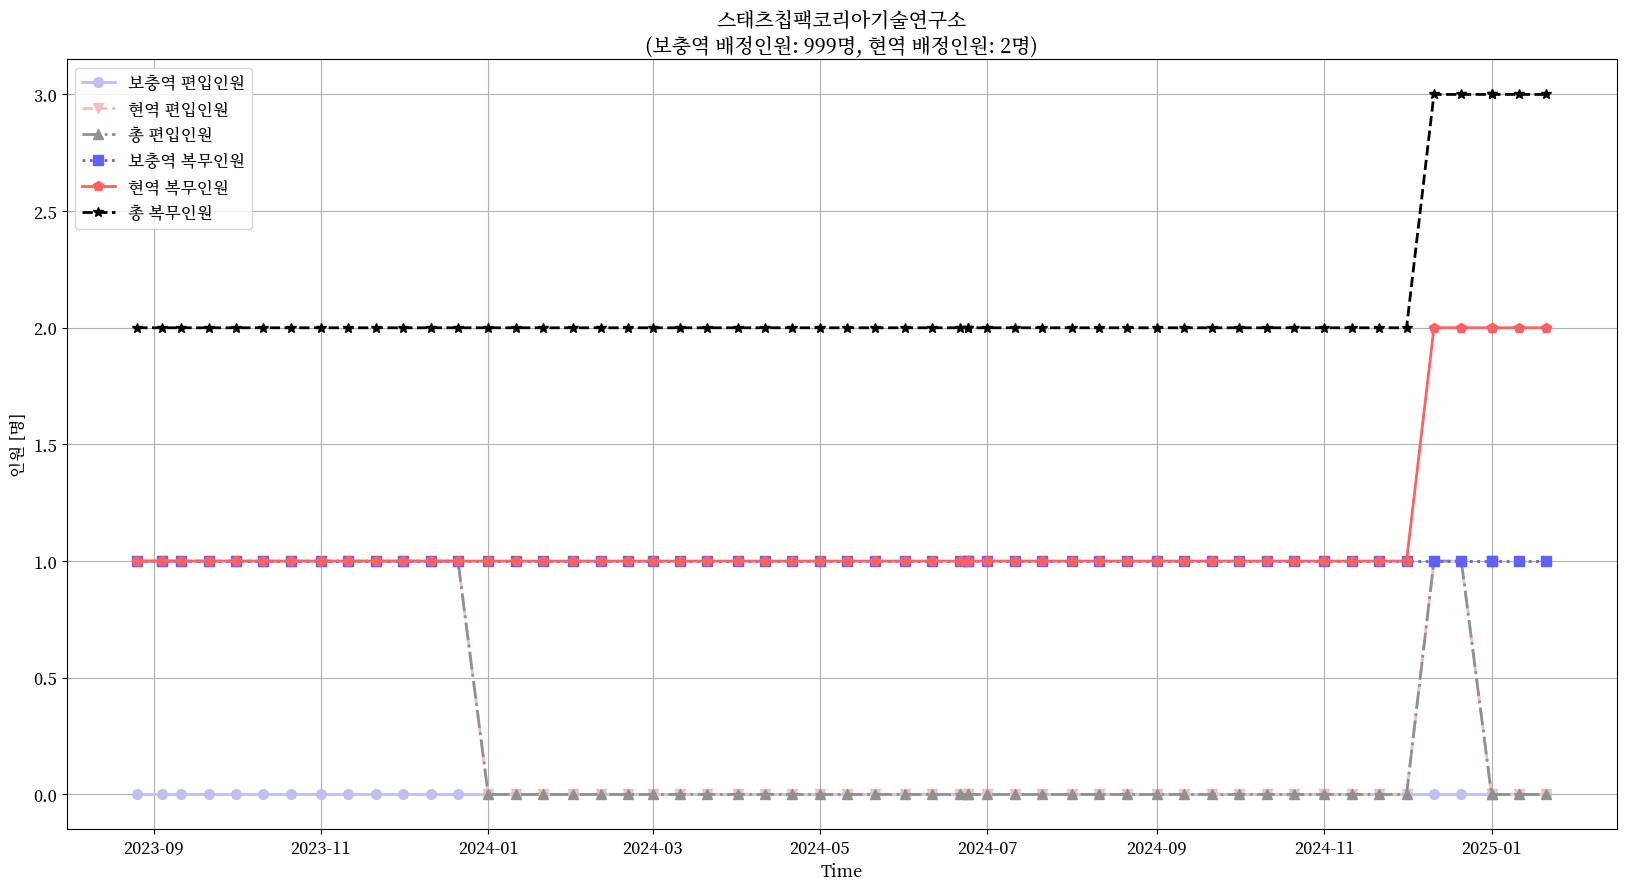 스태츠칩팩코리아기술연구소
(보충역 배정인원: 999명, 현역 배정인원: 2명)
보충역 편입인원
현역 편입인원
총 편입인원
보충역 복무인원
현역 복무인원
총 복무인원
3.0
2.5
2.0
1.5
1.0
0.5
0.0
인원 [명]
2023-09
2023-11
2024-01
2024-03
2024-05
2024-07
2024-09
2024-11
2025-01
Time